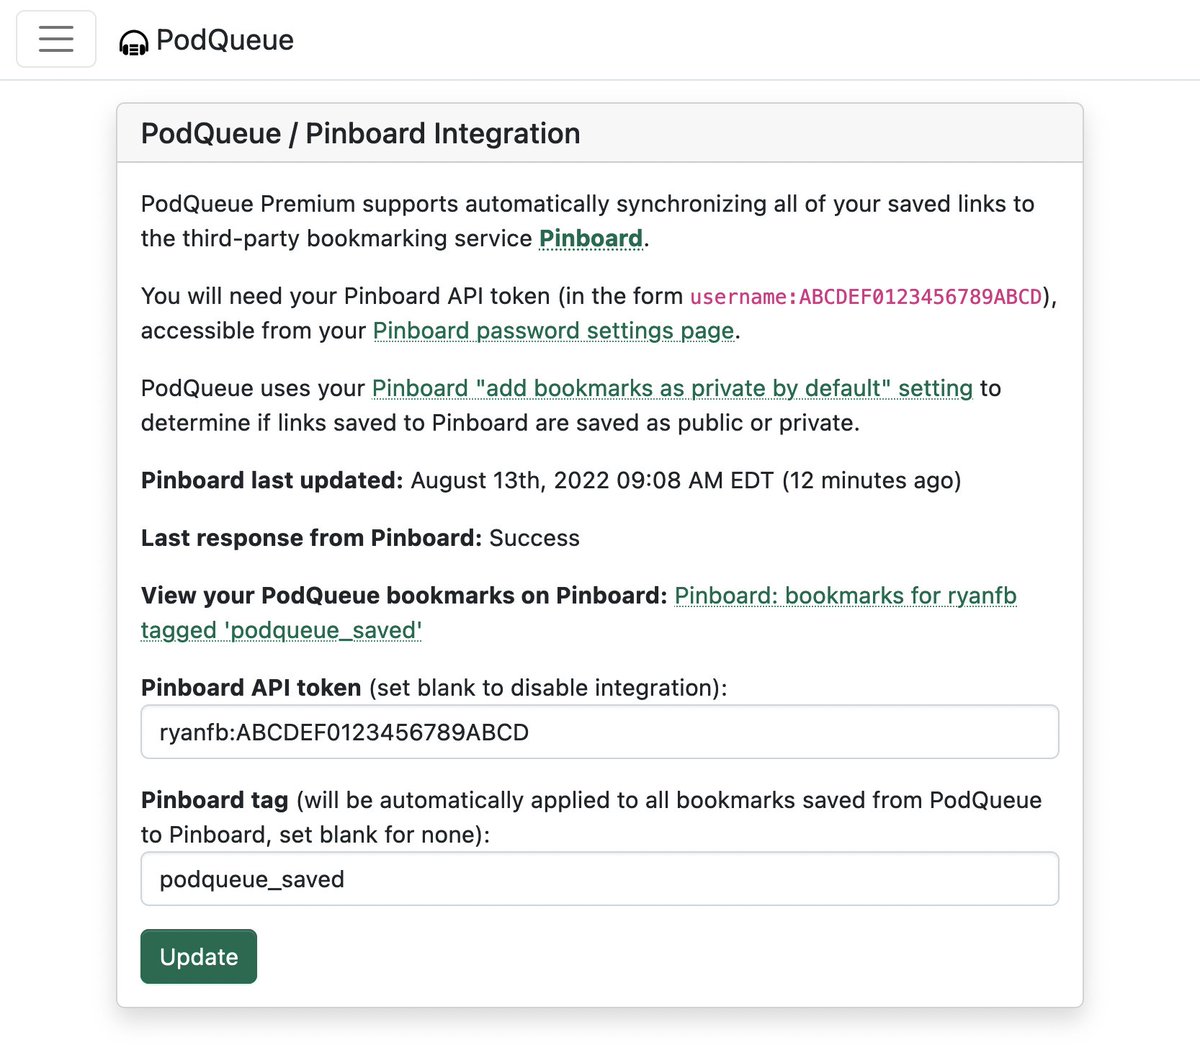 PodQueue
PodQueue / Pinboard Integration
PodQueue Premium supports automatically synchronizing all of your saved links to
the third-party bookmarking service Pinboard.
You will need your Pinboard API token (in the form username:ABCDEF0123456789ABCD),
accessible from your Pinboard password settings page.
PodQueue uses your Pinboard "add bookmarks as private by default" setting to
determine if links saved to Pinboard are saved as public or private.
Pinboard last updated: August 13th, 2022 09:08 AM EDT (12 minutes ago)
Last response from Pinboard: Success
View your PodQueue bookmarks on Pinboard: Pinboard: bookmarks for ryanfb
tagged 'podqueue_saved'
Pinboard API token (set blank to disable integration):
ryanfb:ABCDEF0123456789ABCD
Pinboard tag (will be automatically applied to all bookmarks saved from PodQueue
to Pinboard, set blank for none):
podqueue_saved
Update